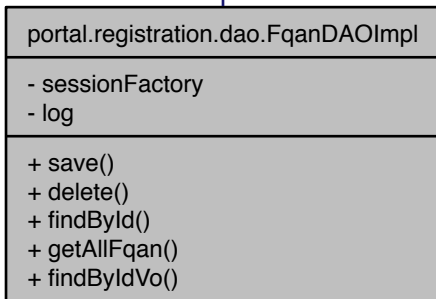 portal.registration.dao.FqanDAOImpl
- sessionFactory
- log
+ save()
+ delete()
+ findById()
+ getAllFqan()
+ findByIdVo()